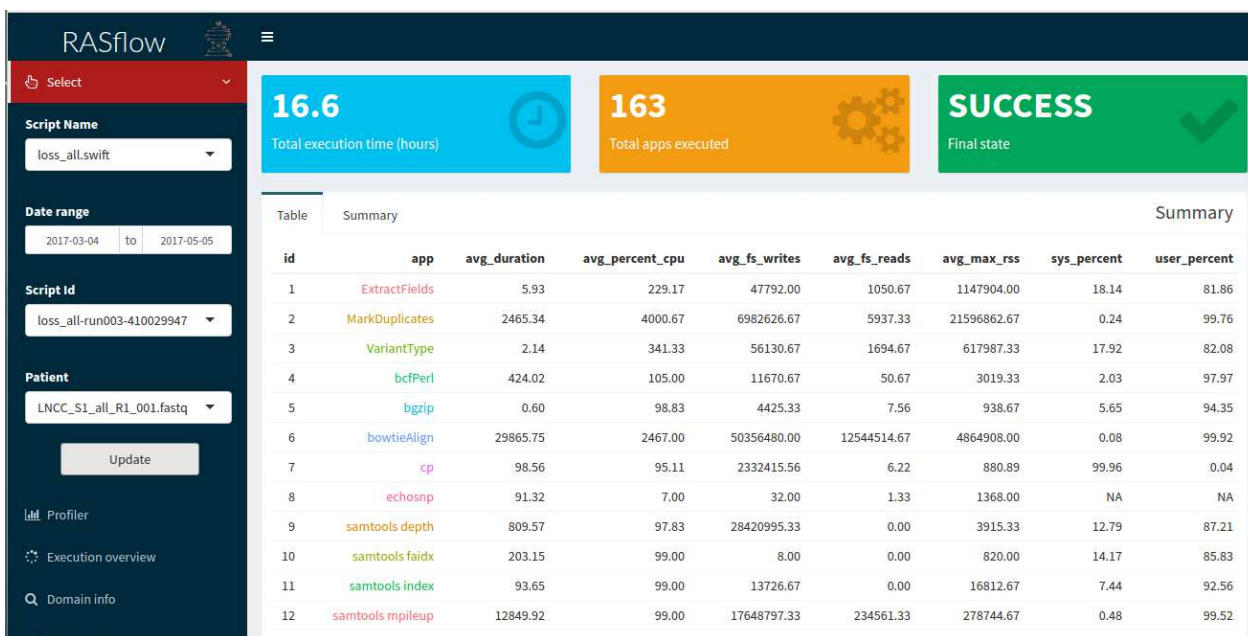 RASflow
Select
Script Name
loss_all.swift
Date range
2017-03-04 to 2017-05-05
Script Id
loss_all-run003-410029947
Patient
LNCC_S1_all_R1_001.fastq
Update
Profiler
Execution overview
Domain info
16.6
Total execution time (hours)
163
Total apps executed
SUCCESS
Final state
Table Summary Summary
id app avg_duration avg_percent_cpu avg_fs_writes avg_fs_reads avg_max_rss sys_percent user_percent
1 ExtractFields 5.93 229.17 47792.00 1050.67 1147904.00 18.14 81.86
2 MarkDuplicates 2465.34 4000.67 6982626.67 5937.33 21596862.67 0.24 99.76
3 VariantType 2.14 341.33 56130.67 1694.67 617987.33 17.92 82.08
4 bcfPerl 424.02 105.00 11670.67 50.67 3019.33 2.03 97.97
5 bgzip 0.60 98.83 4425.33 7.56 938.67 5.65 94.35
6 bowtieAlign 29865.75 2467.00 50356480.00 12544514.67 4864908.00 0.08 99.92
7 cp 98.56 95.11 2332415.56 6.22 880.89 99.96 0.04
8 echosnp 91.32 7.00 32.00 1.33 1368.00 NA NA
9 samtools depth 809.57 97.83 28420995.33 0.00 3915.33 12.79 87.21
10 samtools faidx 203.15 99.00 8.00 0.00 820.00 14.17 85.83
11 samtools index 93.65 99.00 13726.67 0.00 16812.67 7.44 92.56
12 samtools mpileup 12849.92 99.00 17648797.33 234561.33 278744.67 0.48 99.52